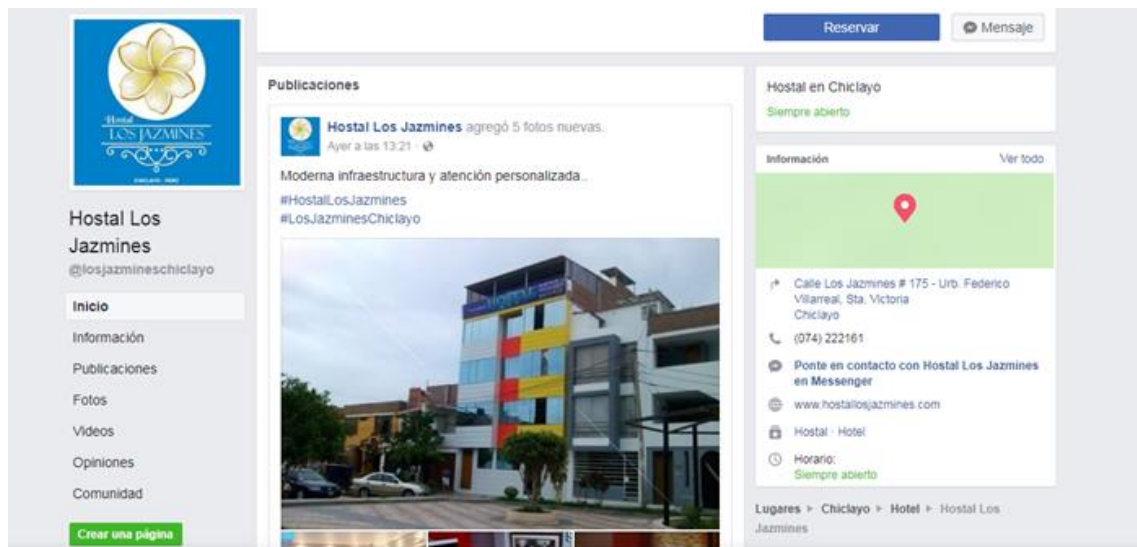 Hostal
LOS JAZMINES
CHICLAYO - PERÚ
Hostal Los
Jazmines
@losjazmineschiclayo
Inicio
Información
Publicaciones
Fotos
Videos
Opiniones
Comunidad
Crear una página
Publicaciones
Hostal Los Jazmines agregó 5 fotos nuevas.
Ayer a las 13:21 ·
Moderna infraestructura y atención personalizada..
#HostalLosJazmines
#LosJazminesChiclayo
Reservar
Mensaje
Hostal en Chiclayo
Siempre abierto
Información
Ver todo
Calle Los Jazmines # 175 - Urb. Federico
Villarreal, Sta. Victoria
Chiclayo
(074) 222161
Ponte en contacto con Hostal Los Jazmines
en Messenger
www.hostallosjazmines.com
Hostal · Hotel
Horario:
Siempre abierto
Lugares ▸ Chiclayo ▸ Hotel ▸ Hostal Los
Jazmines